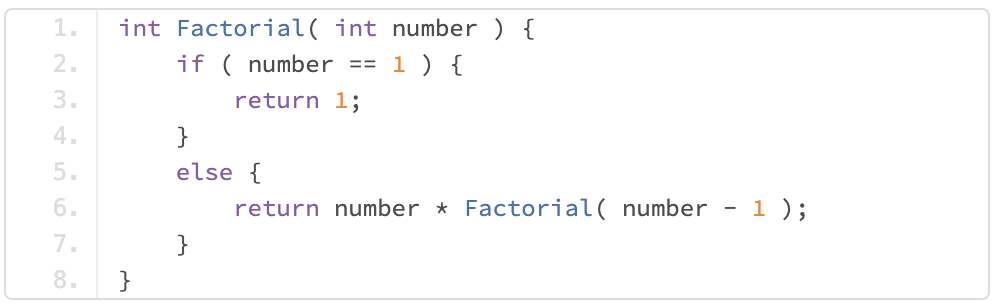 1. int Factorial( int number ) {
2.     if ( number == 1 ) {
3.         return 1;
4.     }
5.     else {
6.         return number * Factorial( number - 1 );
7.     }
8. }